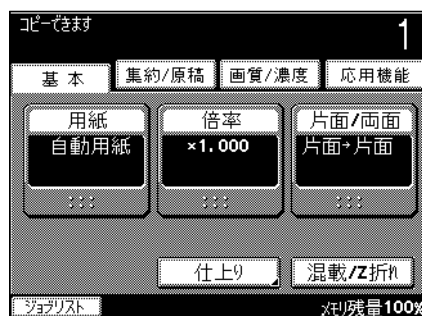 ｺﾋﾟｰできます
1
基 本
集約/原稿
画質/濃度
応用機能
用紙
倍率
片面/両面
自動用紙
×1.000
片面→片面
仕上り
混載/Z折れ
ｼﾞｮﾌﾞﾘｽﾄ
ﾒﾓﾘ残量100%